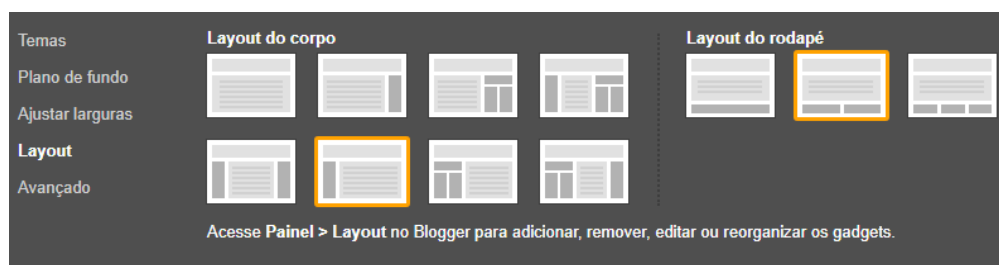 Temas
Plano de fundo
Ajustar larguras
Layout
Avançado
Layout do corpo
Layout do rodapé
Acesse Painel > Layout no Blogger para adicionar, remover, editar ou reorganizar os gadgets.